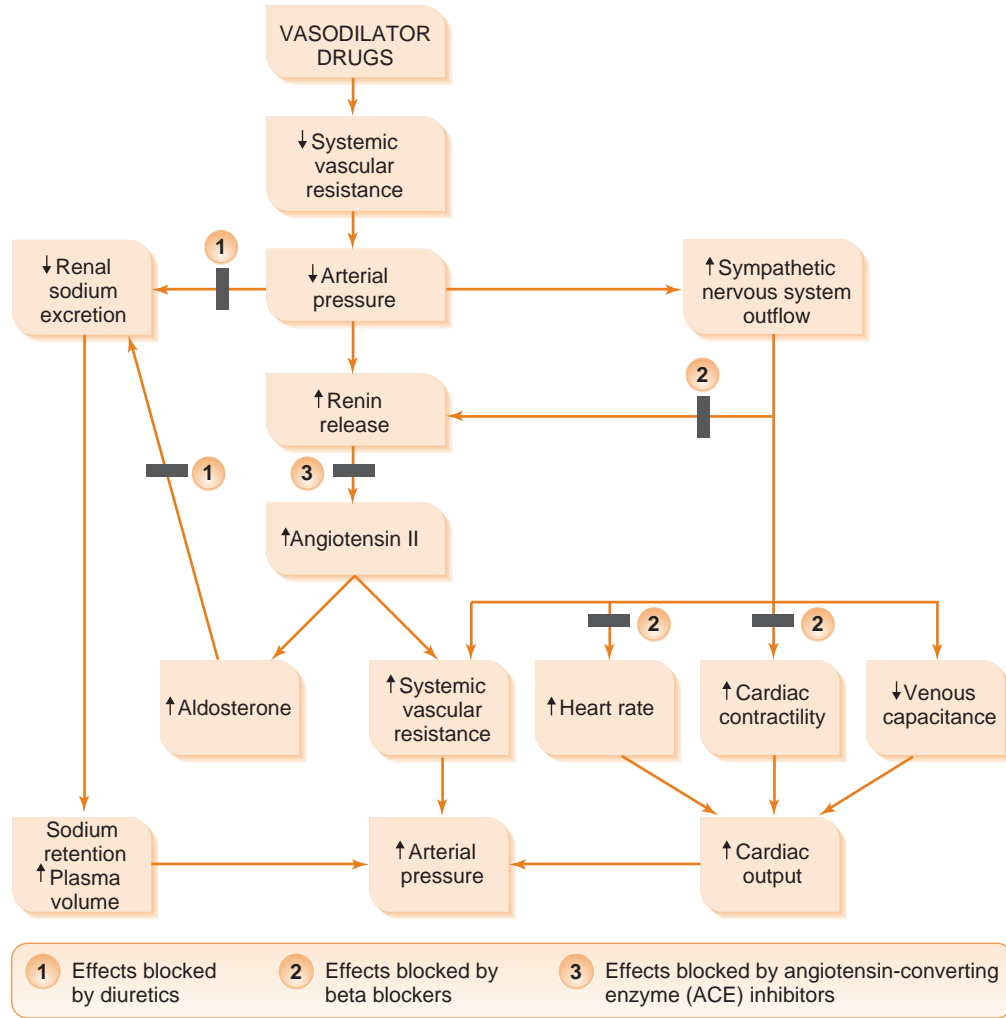 VASODILATOR
DRUGS
↓ Systemic
vascular
resistance
1
↓ Renal
sodium
excretion
↓ Arterial
pressure
↑ Sympathetic
nervous system
outflow
2
↑ Renin
release
3
1
↑ Angiotensin II
2
2
↑ Aldosterone
↑ Systemic
vascular
resistance
↑ Heart rate
↑ Cardiac
contractility
↓ Venous
capacitance
Sodium
retention
↑ Plasma
volume
↑ Arterial
pressure
↑ Cardiac
output
1 Effects blocked
by diuretics
2 Effects blocked by
beta blockers
3 Effects blocked by angiotensin-converting
enzyme (ACE) inhibitors